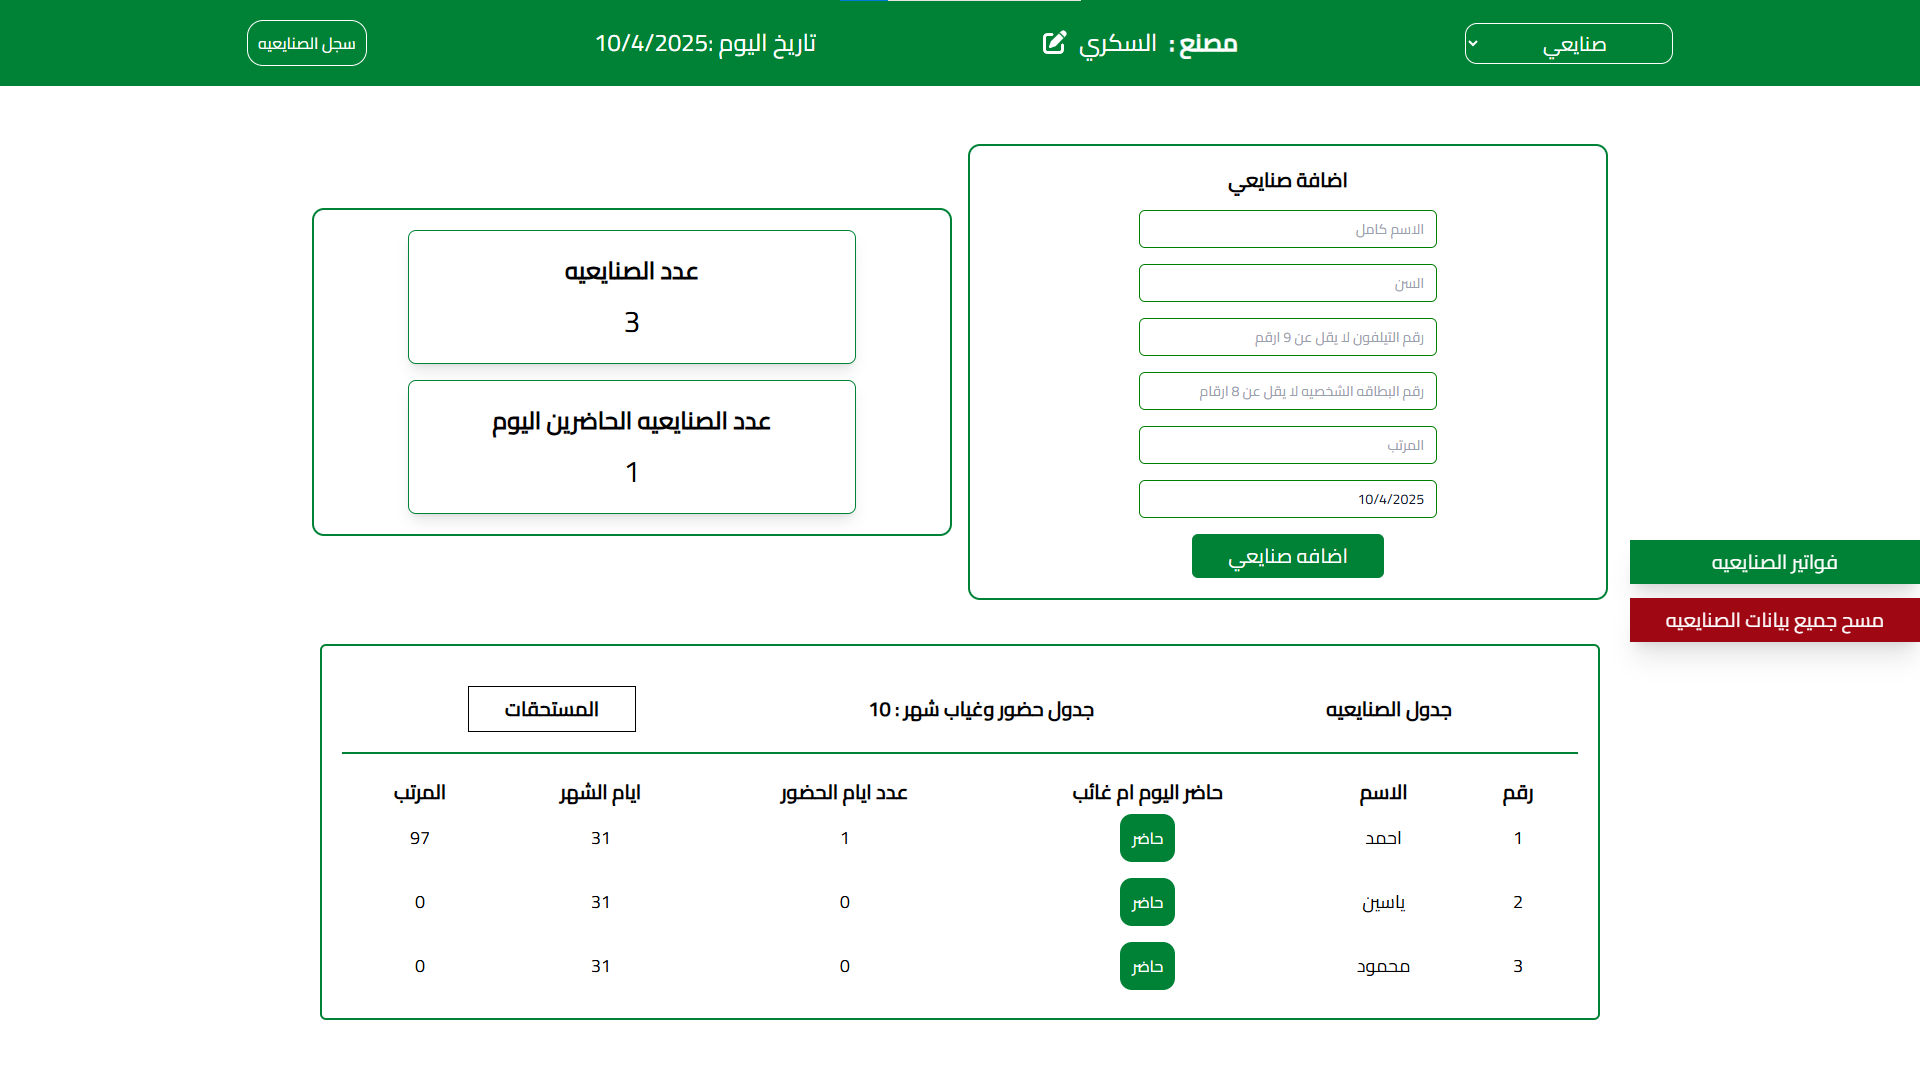 صنايعي
مصنع : السكري
تاريخ اليوم :10/4/2025
سجل الصنايعيه
اضافة صنايعي
الاسم كامل
السن
رقم التيلفون لا يقل عن 9 ارقم
رقم البطاقه الشخصيه لا يقل عن 8 ارقام
المرتب
10/4/2025
اضافه صنايعي
عدد الصنايعيه
3
عدد الصنايعيه الحاضرين اليوم
1
فواتير الصنايعيه
مسح جميع بيانات الصنايعيه
جدول الصنايعيه
جدول حضور وغياب شهر : 10
المستحقات
رقم الاسم حاضر اليوم ام غائب عدد ايام الحضور ايام الشهر المرتب
1 احمد حاضر 1 31 97
2 ياسين حاضر 0 31 0
3 محمود حاضر 0 31 0